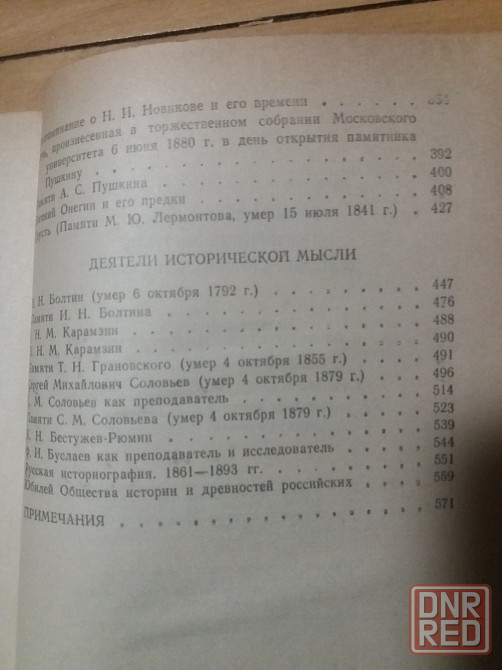 о Н. И. Новикове и его времени . . . . . .
произнесенная в торжественном собрании Московского
университета 6 июня 1880 г. в день открытия памятника
Пушкину . . . . . . . . . . . 392
А. С. Пушкина . . . . . . . . . . . 400
Онегин и его предки . . . . . . . . . . . 408
(Памяти М. Ю. Лермонтова, умер 15 июля 1841 г.) . . 427
ДЕЯТЕЛИ ИСТОРИЧЕСКОЙ МЫСЛИ
Н. Болтин (умер 6 октября 1792 г.) . . . . . . . . 447
Памяти И. Н. Болтина . . . . . . . . . . . 476
Н. М. Карамзин . . . . . . . . . . . 488
Н. М. Карамзин . . . . . . . . . . . 490
Памяти Т. Н. Грановского (умер 4 октября 1855 г.) . . . . 491
Сергей Михайлович Соловьев (умер 4 октября 1879 г.) . . . 496
С. М. Соловьев как преподаватель . . . . . . . . 514
Памяти С. М. Соловьева (умер 4 октября 1879 г.) . . . . 523
К. Н. Бестужев-Рюмин . . . . . . . . . . . 539
Ф. И. Буслаев как преподаватель и исследователь . . . . 544
Русская историография. 1861—1893 гг. . . . . . . . 551
Юбилей Общества истории и древностей российских . . . 559
ПРИМЕЧАНИЯ . . . . . . . . . . . 571
DNR
RED